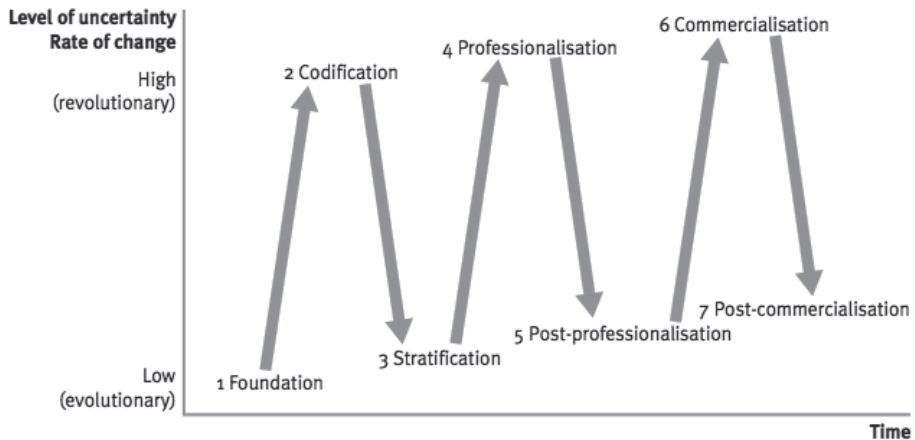 Level of uncertainty
Rate of change
High
(revolutionary)
Low
(evolutionary)
1 Foundation
2 Codification
3 Stratification
4 Professionalisation
5 Post-professionalisation
6 Commercialisation
7 Post-commercialisation
Time